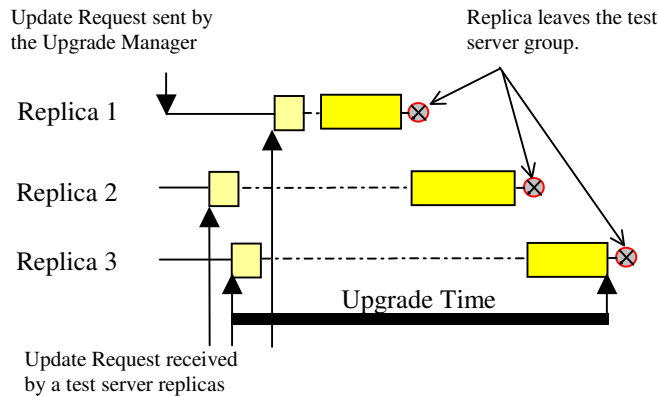 Update Request sent by
the Upgrade Manager
Replica leaves the test
server group.
Replica 1
Replica 2
Replica 3
Upgrade Time
Update Request received
by a test server replicas